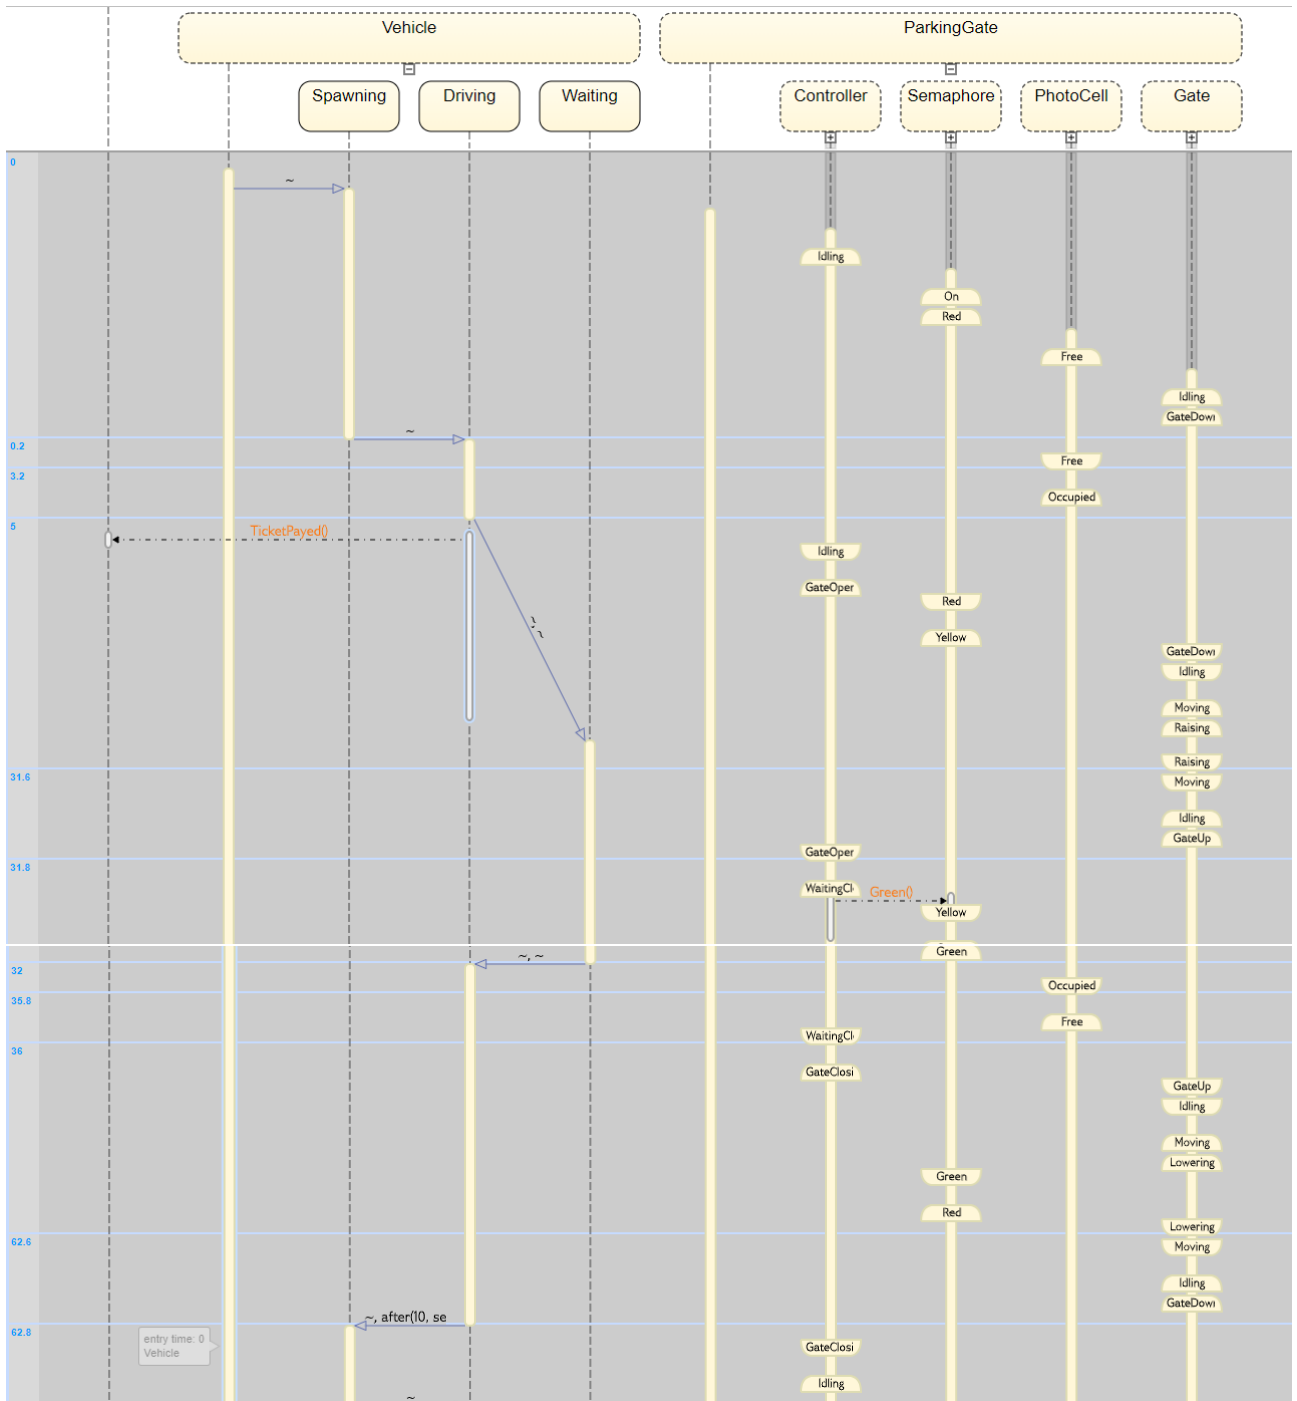 Vehicle
ParkingGate
Spawning
Driving
Waiting
Controller
Semaphore
PhotoCell
Gate
0
~
Idling
On
Red
Free
Idling
GateDowi
~
0.2
Free
3.2
Occupied
5
TicketPayed()
Idling
GateOper
Red
~, ~
Yellow
GateDowi
Idling
Moving
Raising
Raising
31.6
Moving
Idling
GateUp
GateOper
31.8
WaitingCl
Green()
Yellow
Green
~, ~
32
Occupied
35.8
Free
WaitingCl
36
GateClosi
GateUp
Idling
Moving
Lowering
Green
Red
Lowering
62.6
Moving
Idling
GateDowi
~, after(10, se
62.8
entry time: 0
Vehicle
GateClosi
Idling
~